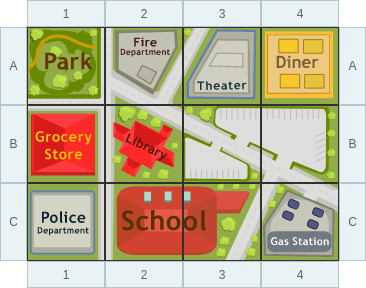 1 2 3 4
A Park Fire Department Theater Diner A
B Grocery Store Library B
C Police Department School Gas Station C
1 2 3 4